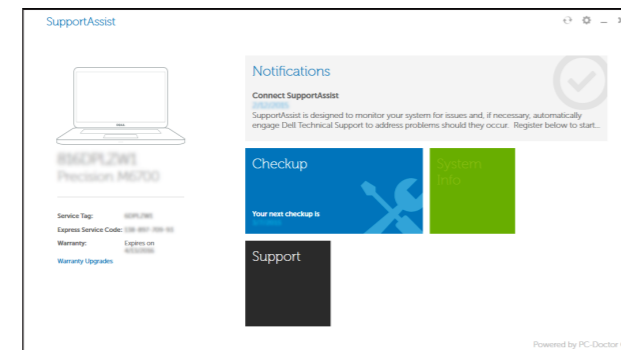 SupportAssist
DELL
Precision M6700
Service Tag:
Express Service Code:
Warranty: Expires on
Warranty Upgrades
Notifications
Connect SupportAssist
SupportAssist is designed to monitor your system for issues and, if necessary, automatically
engage Dell Technical Support to address problems should they occur. Register below to start...
Checkup
Your next checkup is
System
Info
Support
Powered by PC-Doctor